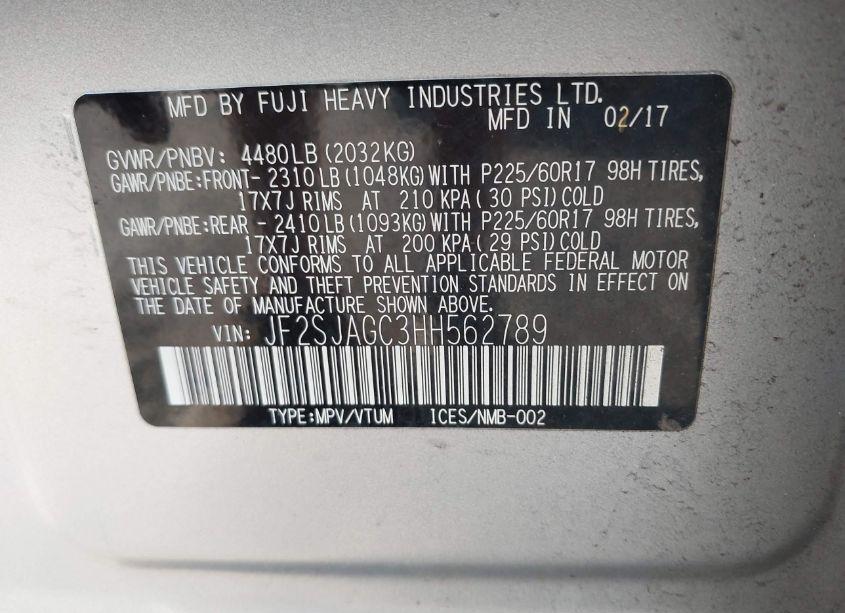 MFD BY FUJI HEAVY INDUSTRIES LTD.
MFD IN 02/17
GVWR/PNBV: 4480LB (2032KG)
GAWR/PNBE:FRONT- 2310 LB (1048KG) WITH P225/60R17 98H TIRES,
17X7J RIMS AT 210 KPA ( 30 PSI) COLD
GAWR/PNBE:REAR - 2410 LB (1093KG) WITH P225/60R17 98H TIRES,
17X7J RIMS AT 200 KPA ( 29 PSI) COLD
THIS VEHICLE CONFORMS TO ALL APPLICABLE FEDERAL MOTOR
VEHICLE SAFETY AND THEFT PREVENTION STANDARDS IN EFFECT ON
THE DATE OF MANUFACTURE SHOWN ABOVE.
VIN: JF2SJAGC3HH562789
TYPE:MPV/VTUM ICES/NMB-002